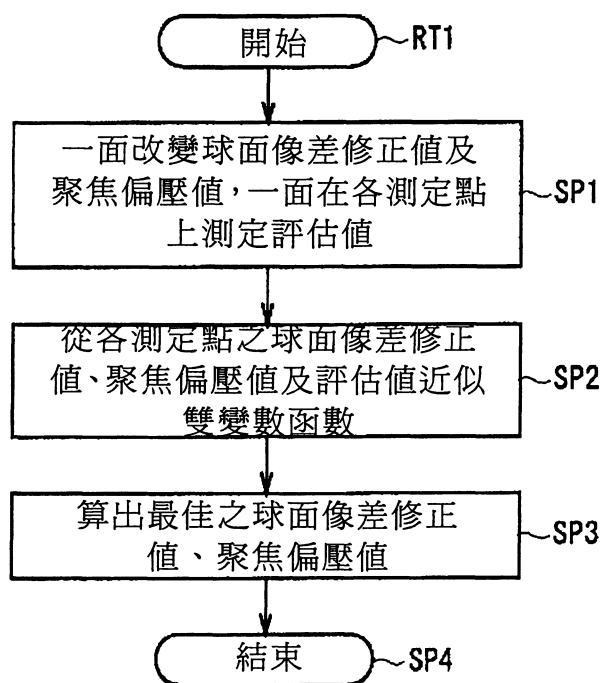 開始
RT1
一面改變球面像差修正值及
聚焦偏壓值，一面在各測定點
上測定評估值
SP1
從各測定點之球面像差修正
值、聚焦偏壓值及評估值近似
雙變數函數
SP2
算出最佳之球面像差修正
值、聚焦偏壓值
SP3
結束
SP4